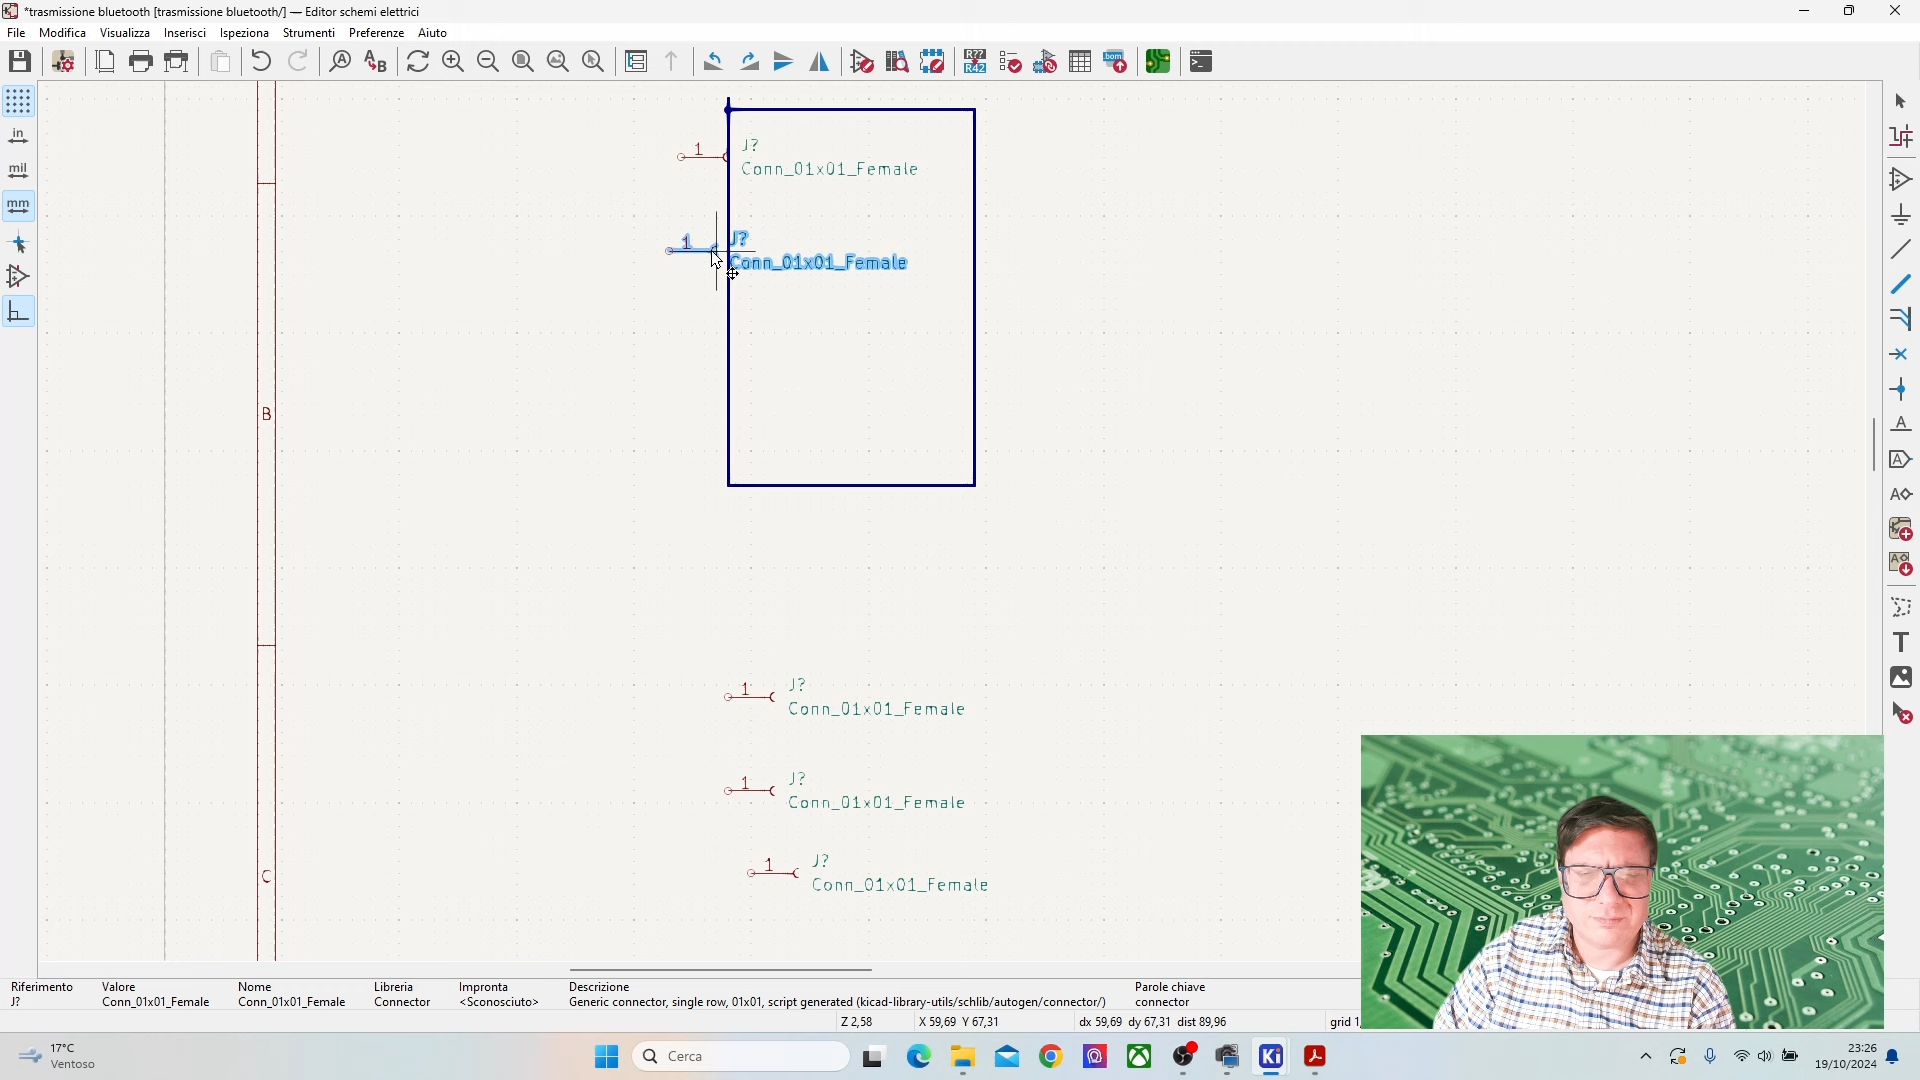 *trasmissione bluetooth [trasmissione bluetooth/] — Editor schemi elettrici
File Modifica Visualizza Inserisci Ispeziona Strumenti Preferenze Aiuto
R??
R42
bom
in
mil
mm
1 J?
Conn_01x01_Female
1 J?
Conn_01x01_Female
B
1 J?
Conn_01x01_Female
1 J?
Conn_01x01_Female
1 J?
Conn_01x01_Female
C
Riferimento Valore Nome Libreria Impronta Descrizione Parole chiave
J? Conn_01x01_Female Conn_01x01_Female Connector <Sconosciuto> Generic connector, single row, 01x01, script generated (kicad-library-utils/schlib/autogen/connector/) connector
Z 2,58 X 59,69 Y 67,31 dx 59,69 dy 67,31 dist 89,96 grid 1,
17°C
Ventoso
Cerca
Ki
23:26
19/10/2024